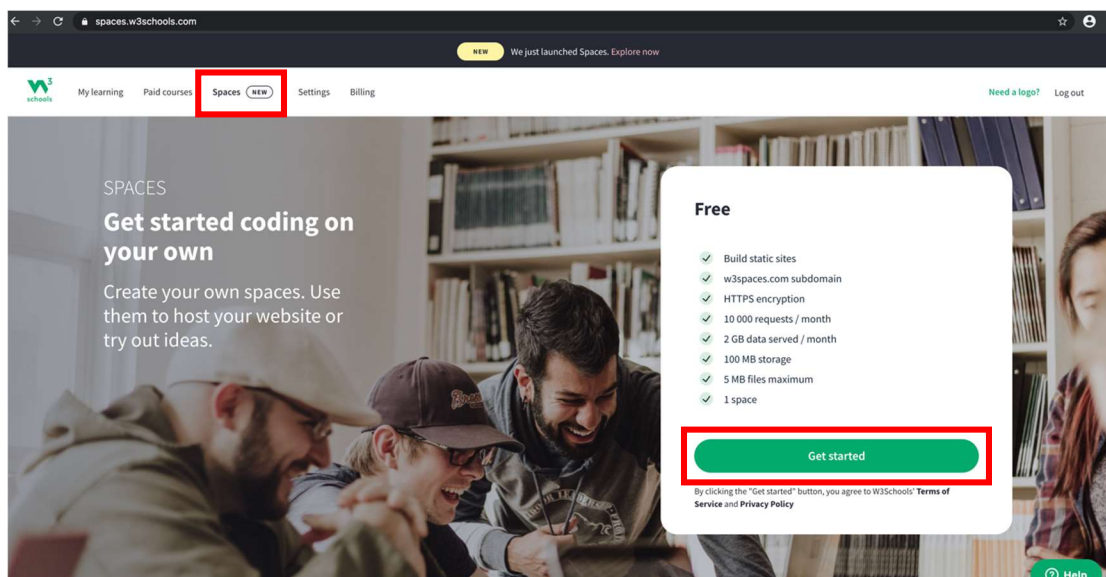 spaces.w3schools.com
NEW We just launched Spaces. Explore now
W3
schools
My learning Paid courses Spaces NEW Settings Billing Need a logo? Log out
SPACES
Get started coding on
your own
Create your own spaces. Use
them to host your website or
try out ideas.
Free
Build static sites
w3spaces.com subdomain
HTTPS encryption
10 000 requests / month
2 GB data served / month
100 MB storage
5 MB files maximum
1 space
Get started
By clicking the "Get started" button, you agree to W3Schools' Terms of
Service and Privacy Policy
Help